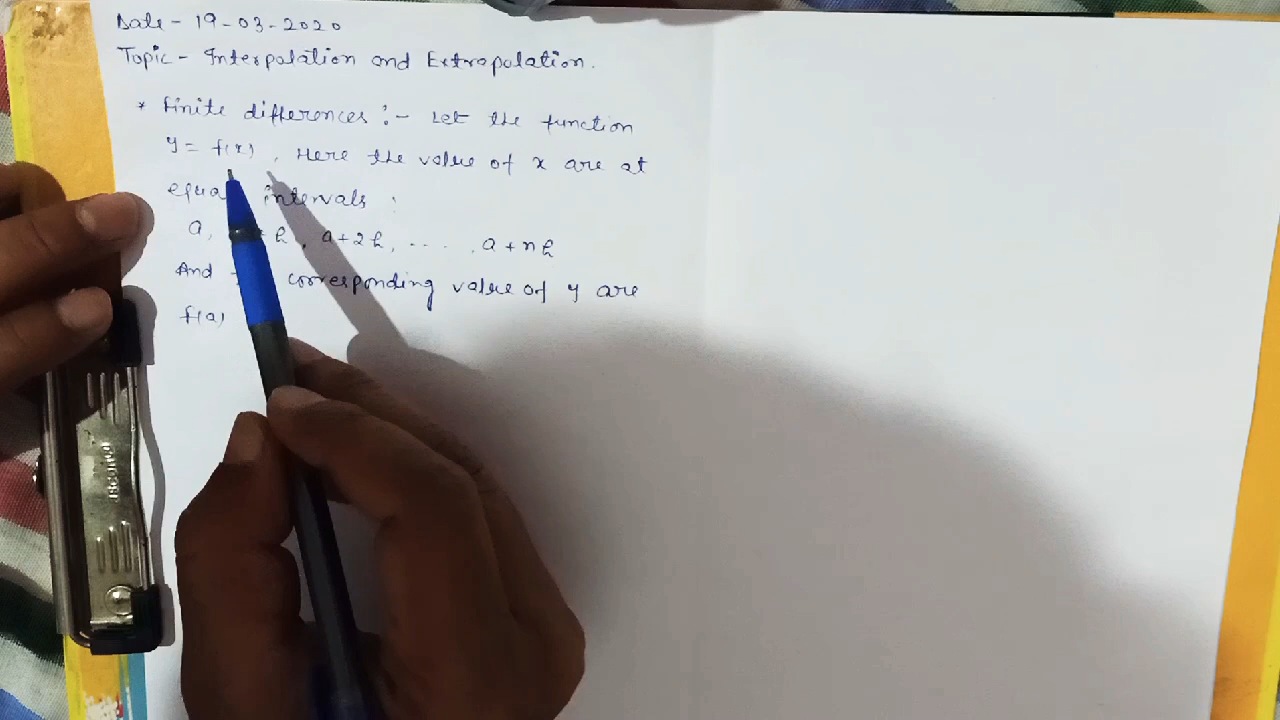 Date - 19-03-2020
Topic - Interpolation and Extrapolation.
* Finite differences :- Let the function
y = f(x) , Here the value of x are at
intervals :
a, h, a+2h, ...., a+nh
And corresponding value of y are
f(a)